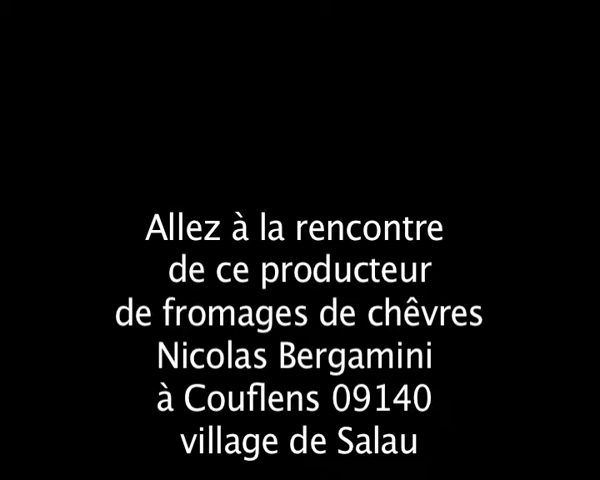 Allez à la rencontre
de ce producteur
de fromages de chêvres
Nicolas Bergamini
à Couflens 09140
village de Salau